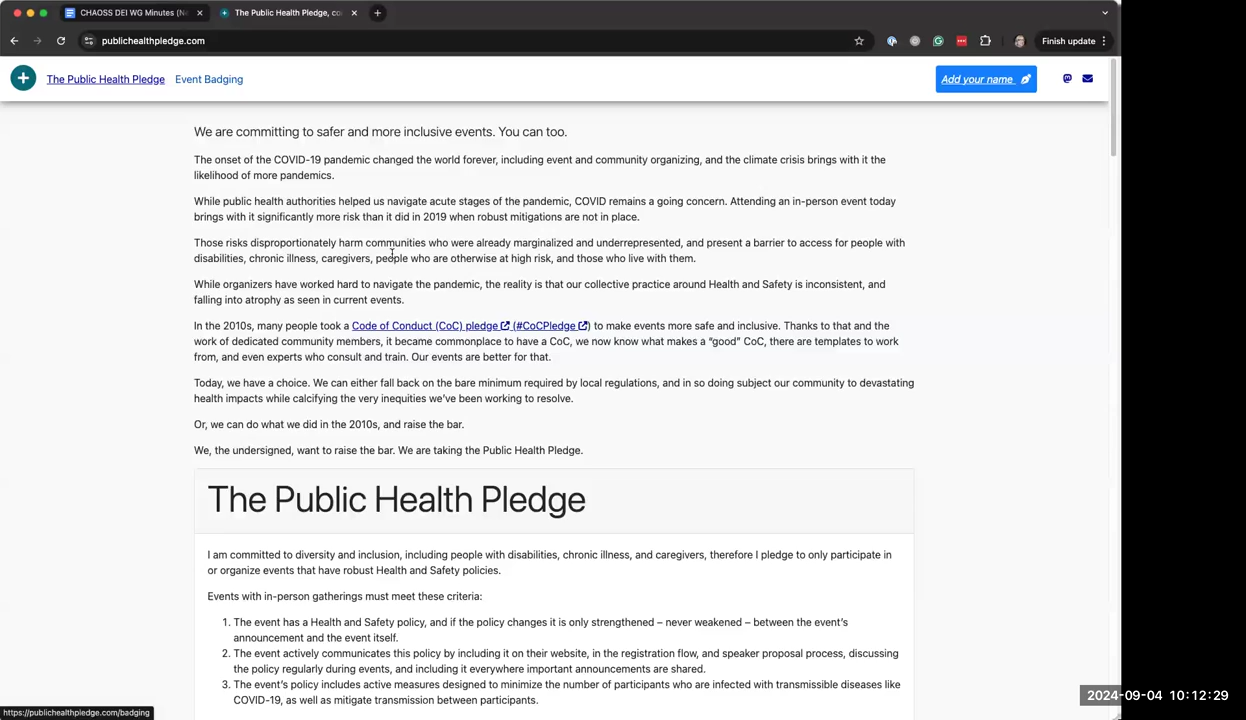 CHAOSS DEI WG Minutes (N
The Public Health Pledge, co
publichealthpledge.com
Finish update
The Public Health Pledge
Event Badging
Add your name
We are committing to safer and more inclusive events. You can too.
The onset of the COVID-19 pandemic changed the world forever, including event and community organizing, and the climate crisis brings with it the
likelihood of more pandemics.
While public health authorities helped us navigate acute stages of the pandemic, COVID remains a going concern. Attending an in-person event today
brings with it significantly more risk than it did in 2019 when robust mitigations are not in place.
Those risks disproportionately harm communities who were already marginalized and underrepresented, and present a barrier to access for people with
disabilities, chronic illness, caregivers, people who are otherwise at high risk, and those who live with them.
While organizers have worked hard to navigate the pandemic, the reality is that our collective practice around Health and Safety is inconsistent, and
falling into atrophy as seen in current events.
In the 2010s, many people took a Code of Conduct (CoC) pledge (#CoCPledge) to make events more safe and inclusive. Thanks to that and the
work of dedicated community members, it became commonplace to have a CoC, we now know what makes a “good” CoC, there are templates to work
from, and even experts who consult and train. Our events are better for that.
Today, we have a choice. We can either fall back on the bare minimum required by local regulations, and in so doing subject our community to devastating
health impacts while calcifying the very inequities we’ve been working to resolve.
Or, we can do what we did in the 2010s, and raise the bar.
We, the undersigned, want to raise the bar. We are taking the Public Health Pledge.
The Public Health Pledge
I am committed to diversity and inclusion, including people with disabilities, chronic illness, and caregivers, therefore I pledge to only participate in
or organize events that have robust Health and Safety policies.
Events with in-person gatherings must meet these criteria:
1. The event has a Health and Safety policy, and if the policy changes it is only strengthened – never weakened – between the event’s
announcement and the event itself.
2. The event actively communicates this policy by including it on their website, in the registration flow, and speaker proposal process, discussing
the policy regularly during events, and including it everywhere important announcements are shared.
3. The event’s policy includes active measures designed to minimize the number of participants who are infected with transmissible diseases like
COVID-19, as well as mitigate transmission between participants.
https://publichealthpledge.com/badging
2024-09-04 10:12:29